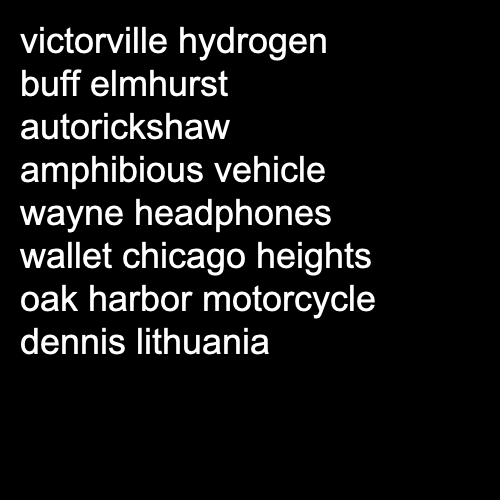 victorville hydrogen
buff elmhurst
autorickshaw
amphibious vehicle
wayne headphones
wallet chicago heights
oak harbor motorcycle
dennis lithuania